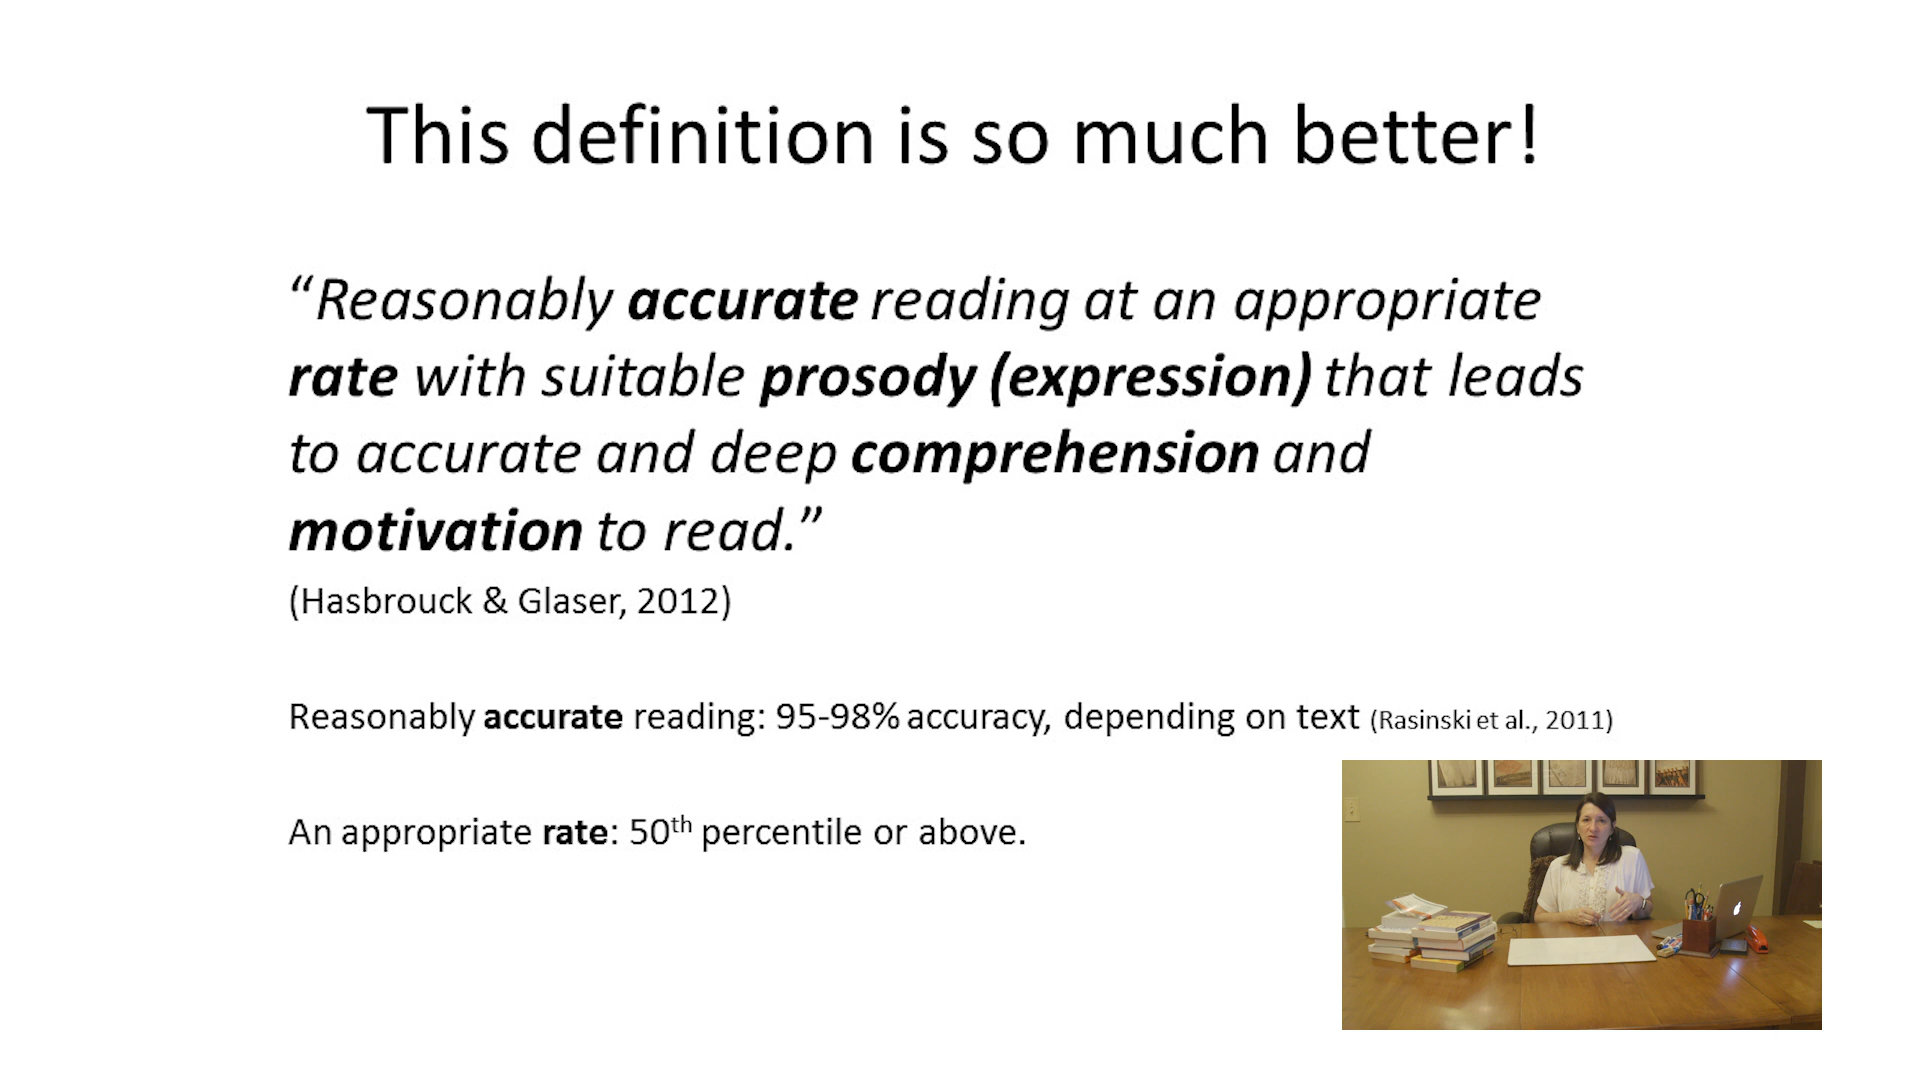 This definition is so much better!
“Reasonably accurate reading at an appropriate
rate with suitable prosody (expression) that leads
to accurate and deep comprehension and
motivation to read.”
(Hasbrouck & Glaser, 2012)
Reasonably accurate reading: 95-98% accuracy, depending on text (Rasinski et al., 2011)
An appropriate rate: 50th percentile or above.